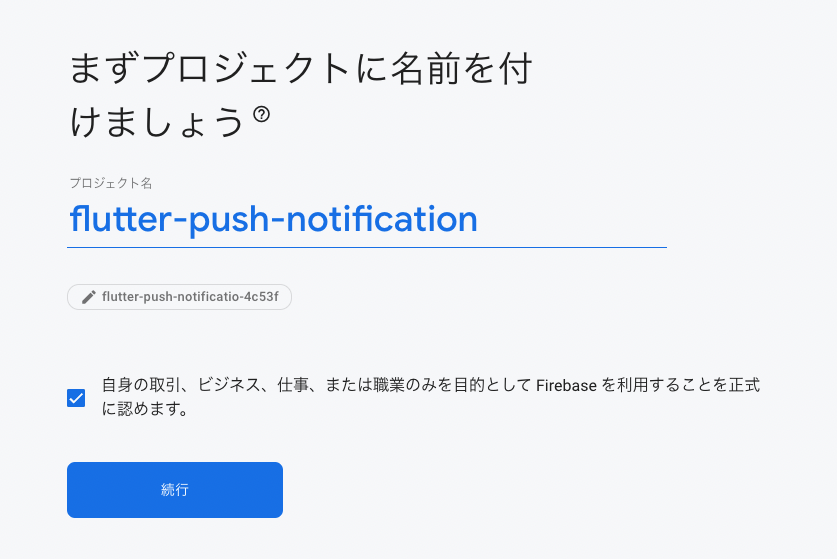 まずプロジェクトに名前を付
けましょう
プロジェクト名
flutter-push-notification
flutter-push-notificatio-4c53f
自身の取引、ビジネス、仕事、または職業のみを目的として Firebase を利用することを正式
に認めます。
続行